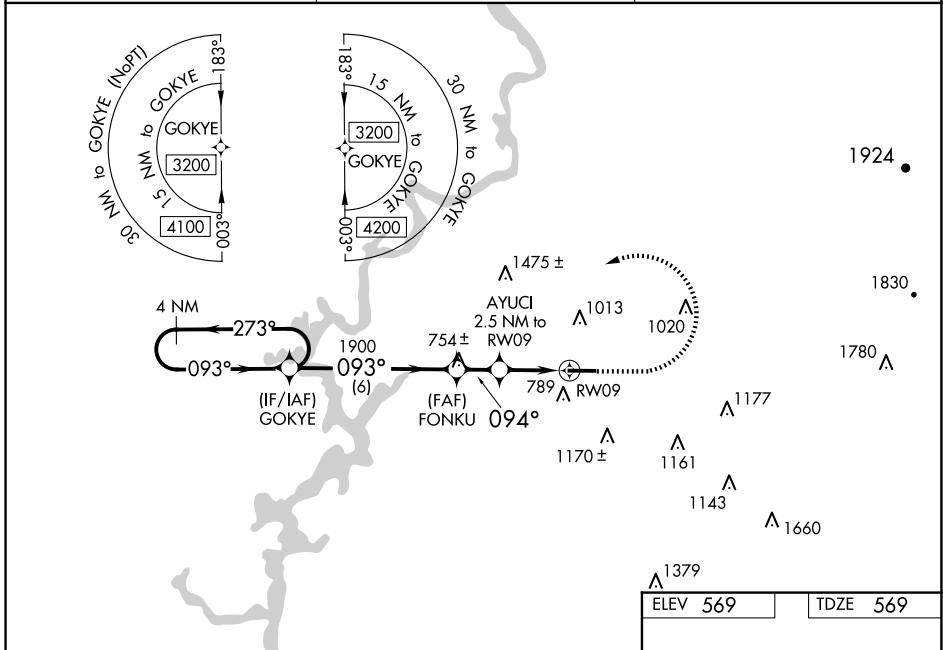 30 NM to GOKYE (NoPT)
15 NM to GOKYE
183°
GOKYE
3200
4100
003°
183°
15 NM to GOKYE
30 NM to GOKYE
3200
GOKYE
4200
003°
1924
1475 ±
1830
4 NM
AYUCI
2.5 NM to
RW09
1013
1020
273°
1900
754 ±
093°
093°
(6)
1780
789
RW09
(IF/IAF)
GOKYE
(FAF)
FONKU
094°
1177
1170 ±
1161
1143
1660
1379
ELEV 569
TDZE 569